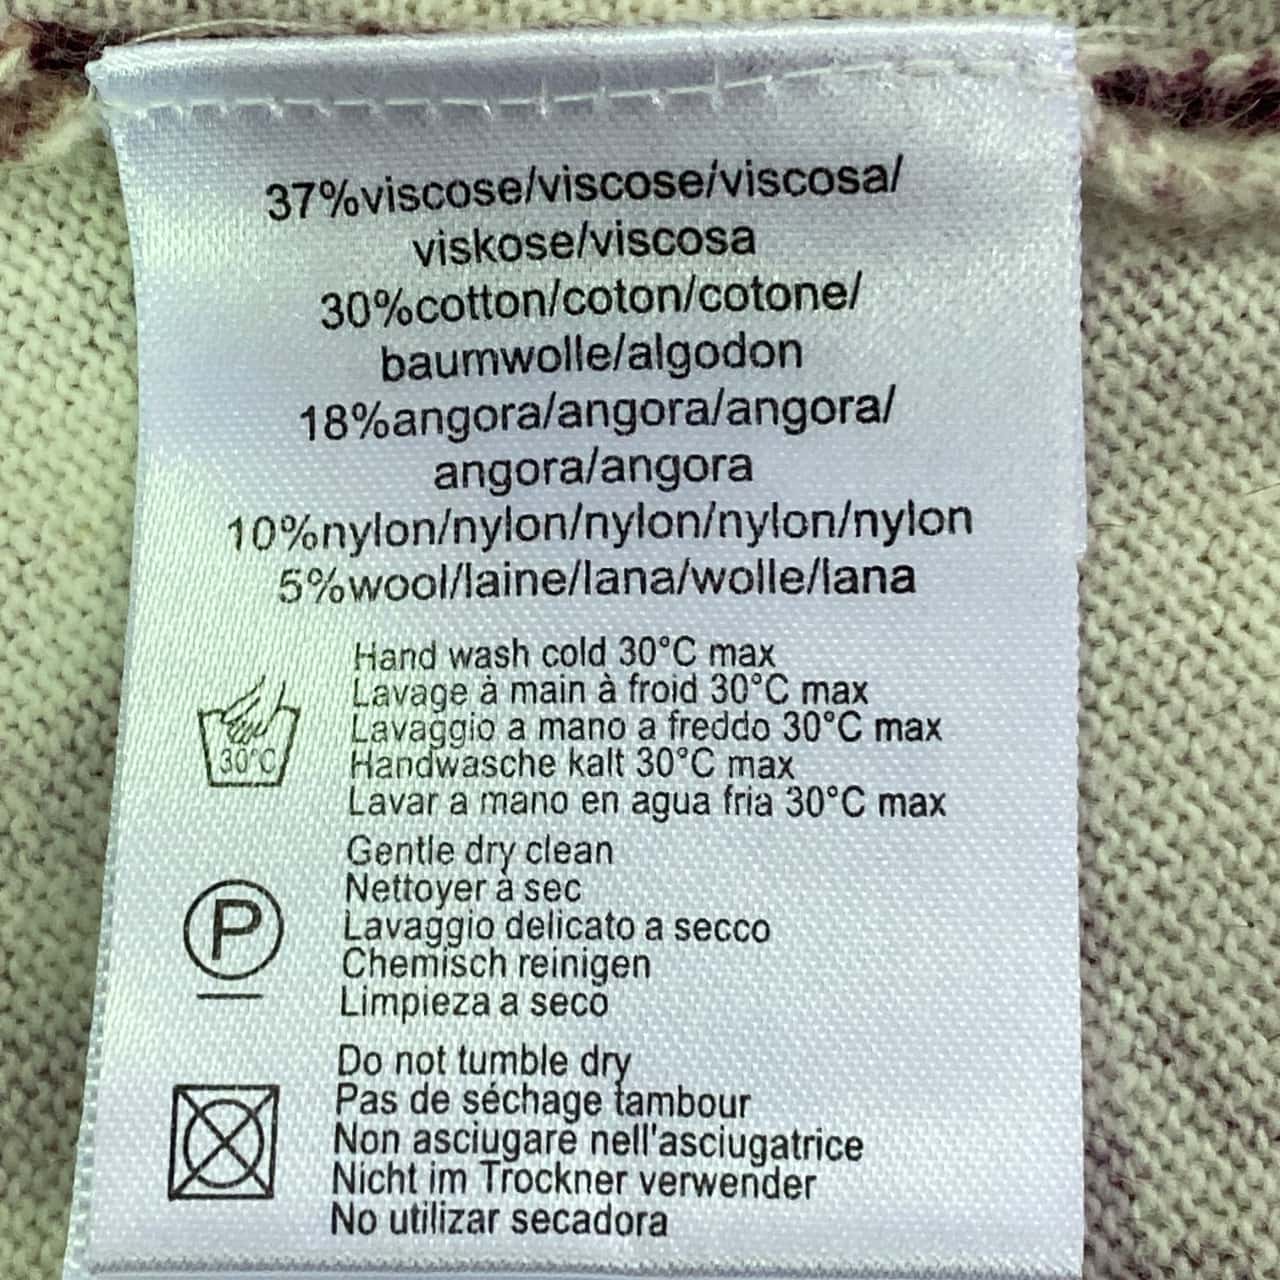 37%viscose/viscose/viscosa/
viskose/viscosa
30%cotton/coton/cotone/
baumwolle/algodon
18%angora/angora/angora/
angora/angora
10%nylon/nylon/nylon/nylon/nylon
5%wool/laine/lana/wolle/lana
Hand wash cold 30°C max
Lavage à main à froid 30°C max
Lavaggio a mano a freddo 30°C max
30°C
Handwasche kalt 30°C max
Lavar a mano en agua fria 30°C max
Gentle dry clean
Nettoyer à sec
P
Lavaggio delicato a secco
Chemisch reinigen
Limpieza a seco
Do not tumble dry
Pas de séchage tambour
Non asciugare nell'asciugatrice
Nicht im Trockner verwender
No utilizar secadora